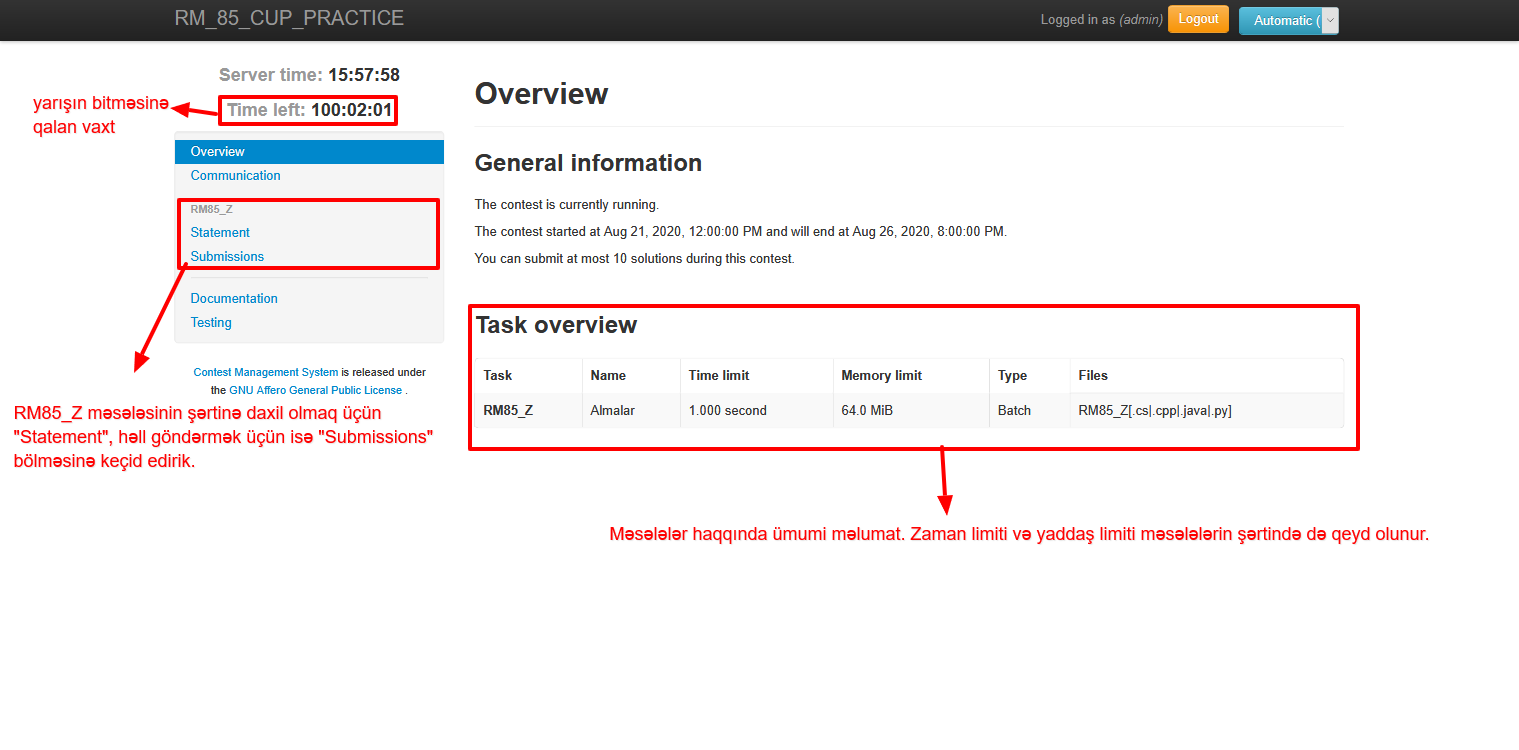 RM_85_CUP_PRACTICE
Logged in as (admin) Logout Automatic (
Server time: 15:57:58
Time left: 100:02:01
yarışın bitməsinə
qalan vaxt
Overview
Communication
RM85_Z
Statement
Submissions
Documentation
Testing
Contest Management System is released under
the GNU Affero General Public License .
RM85_Z məsələsinin şərtinə daxil olmaq üçün
"Statement", həll göndərmək üçün isə "Submissions"
bölməsinə keçid edirik.
Overview
General information
The contest is currently running.
The contest started at Aug 21, 2020, 12:00:00 PM and will end at Aug 26, 2020, 8:00:00 PM.
You can submit at most 10 solutions during this contest.
Task overview
Task Name Time limit Memory limit Type Files
RM85_Z Almalar 1.000 second 64.0 MiB Batch RM85_Z[.cs|.cpp|.java|.py]
Məsələlər haqqında ümumi məlumat. Zaman limiti və yaddaş limiti məsələlərin şərtində də qeyd olunur.